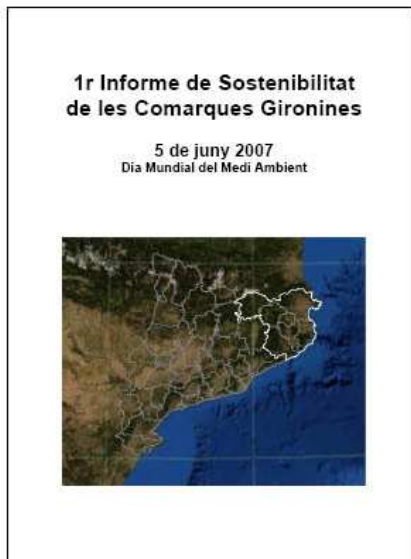 1r Informe de Sostenibilitat
de les Comarques Gironines
5 de juny 2007
Dia Mundial del Medi Ambient